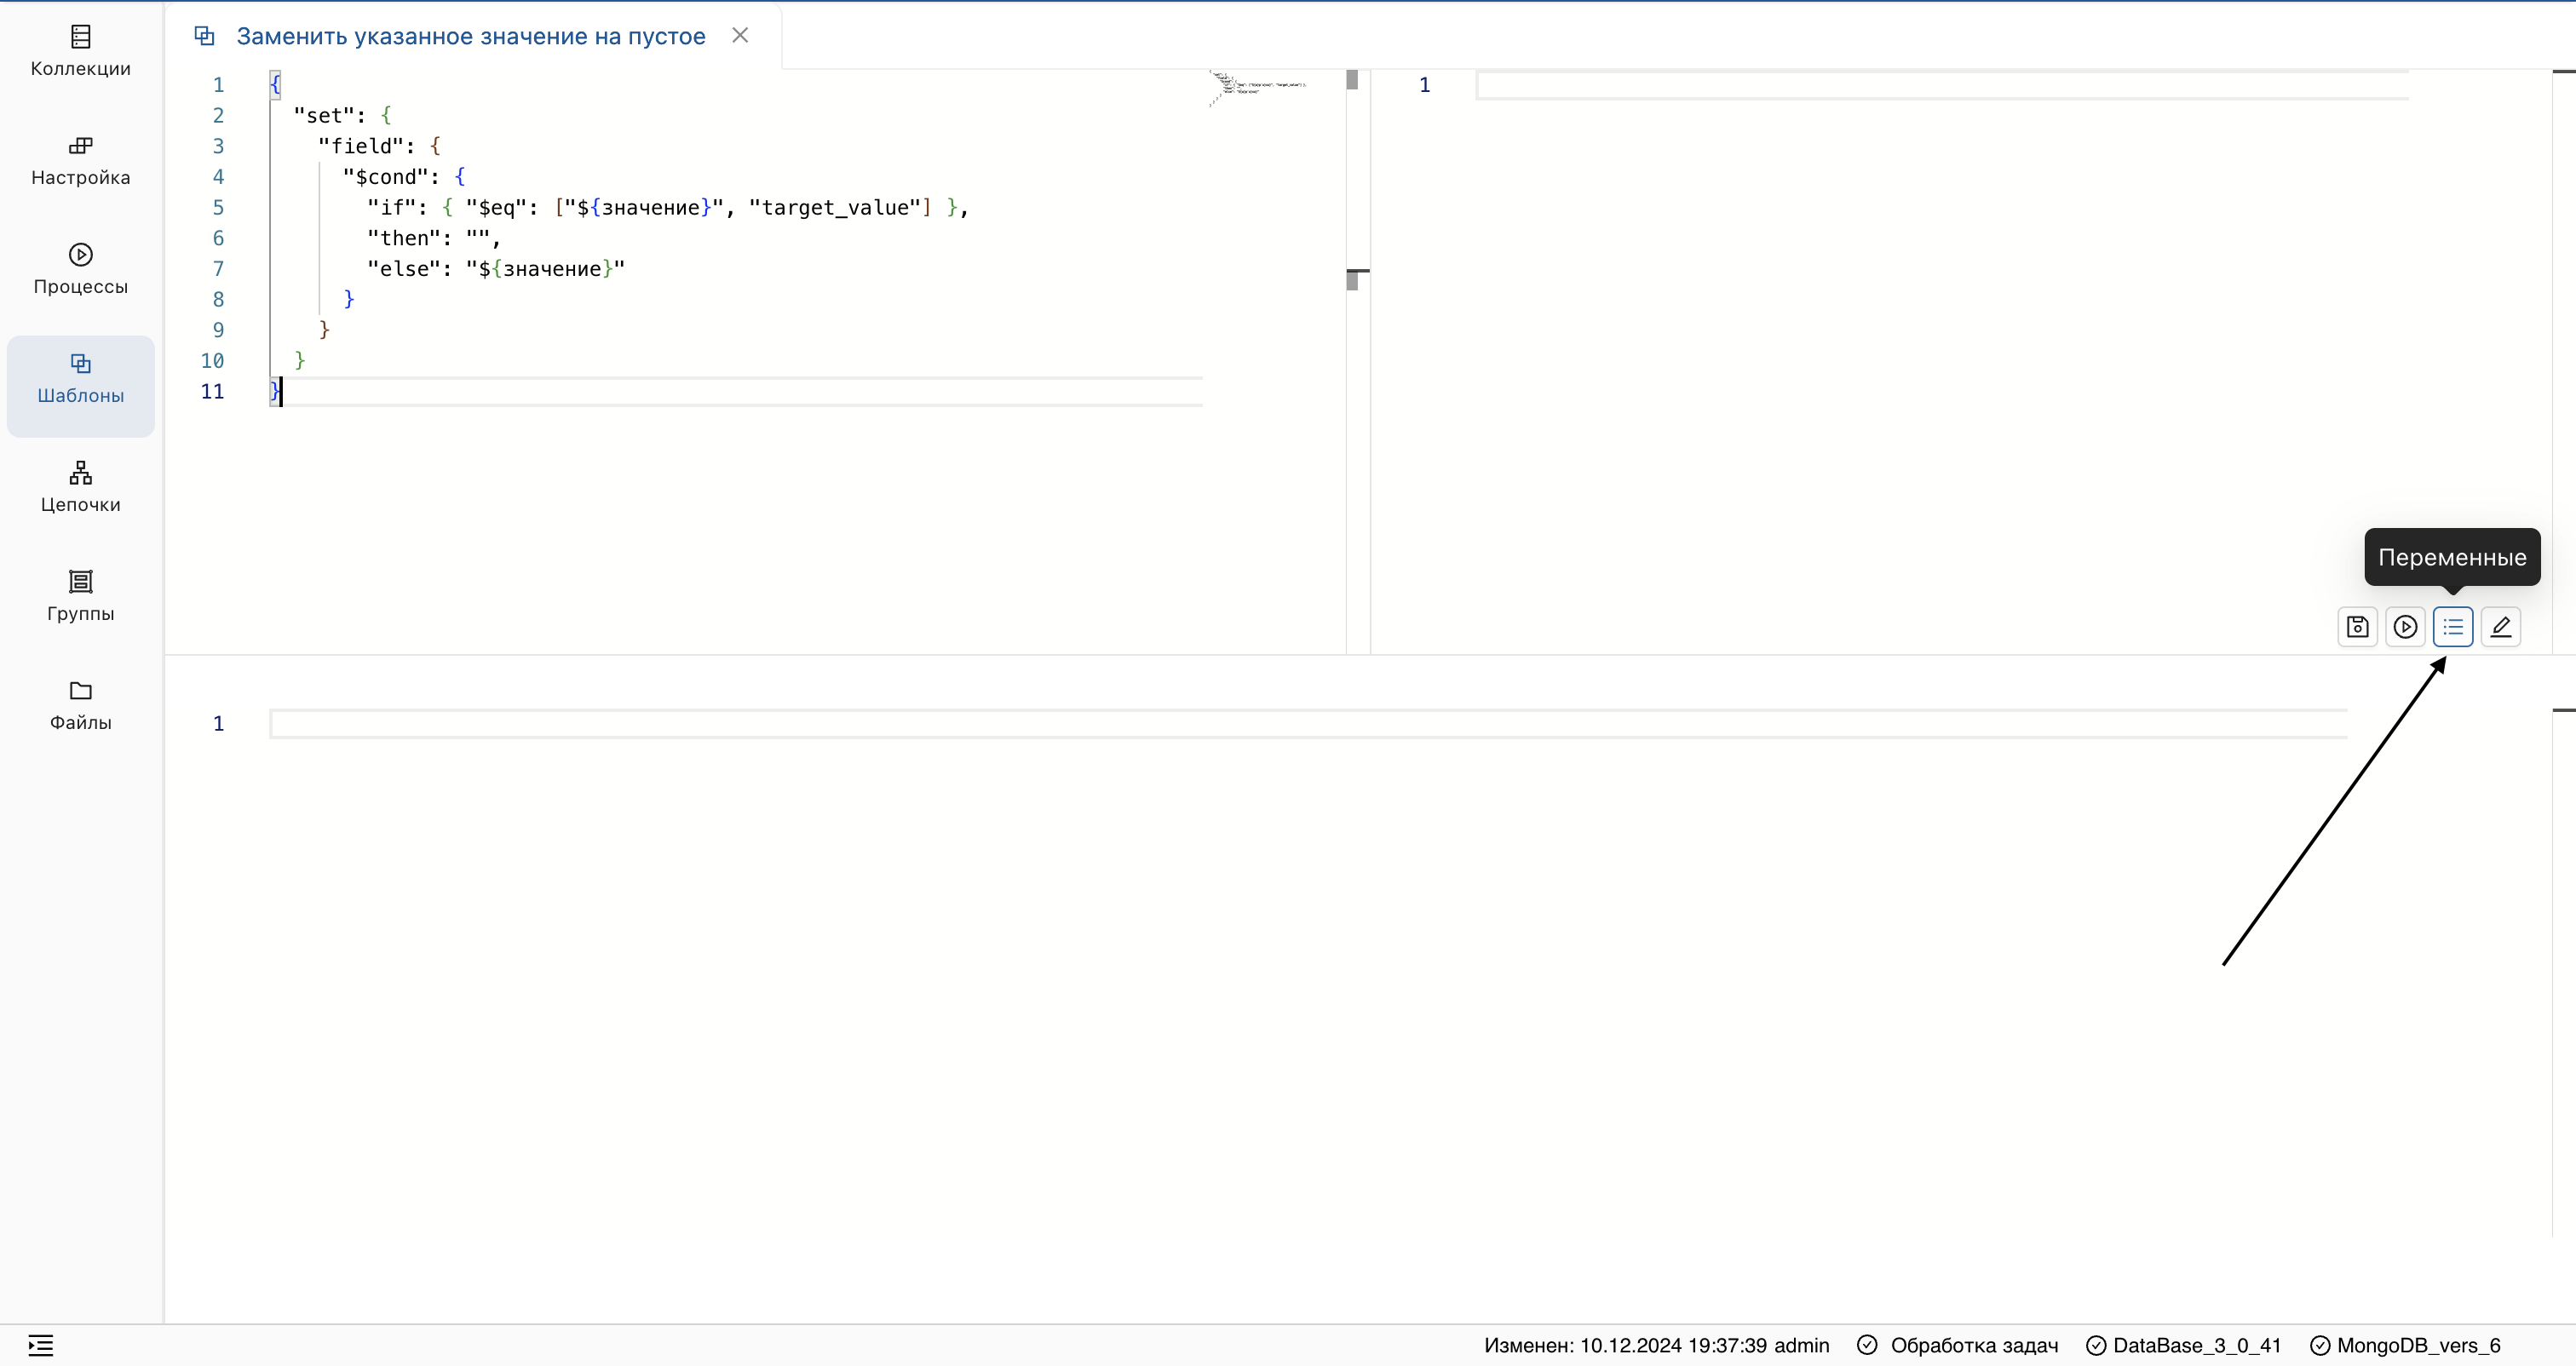 Коллекции
Настройка
Процессы
Шаблоны
Цепочки
Группы
Файлы
Заменить указанное значение на пустое
1 {
2 "set": {
3 "field": {
4 "$cond": {
5 "if": { "$eq": ["${значение}", "target_value"] },
6 "then": "",
7 "else": "${значение}"
8 }
9 }
10 }
11 }
1
Переменные
1
Изменен: 10.12.2024 19:37:39 admin Обработка задач DataBase_3_0_41 MongoDB_vers_6